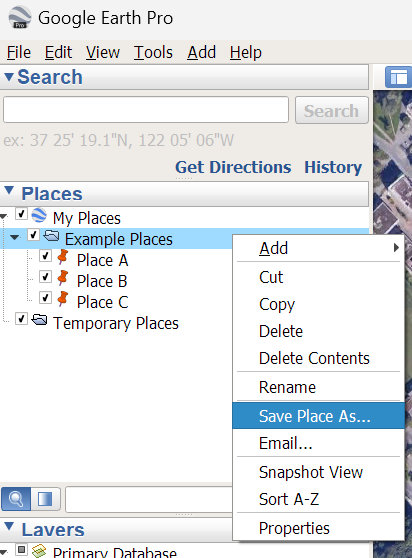 Google Earth Pro
File Edit View Tools Add Help
Search
Search
ex: 37 25' 19.1"N, 122 05' 06"W
Get Directions History
Places
My Places
Example Places
Place A
Place B
Place C
Temporary Places
Add
Cut
Copy
Delete
Delete Contents
Rename
Save Place As...
Email...
Snapshot View
Sort A-Z
Properties
Layers
Primary Database